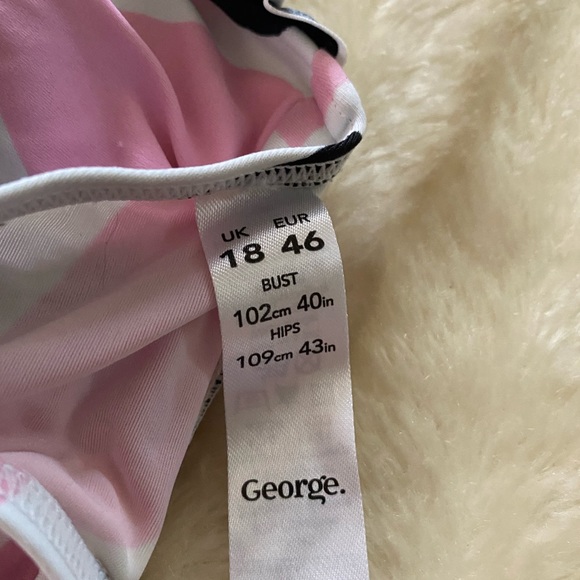 UK EUR
18 46
BUST
102cm 40in
HIPS
109cm 43in
George.